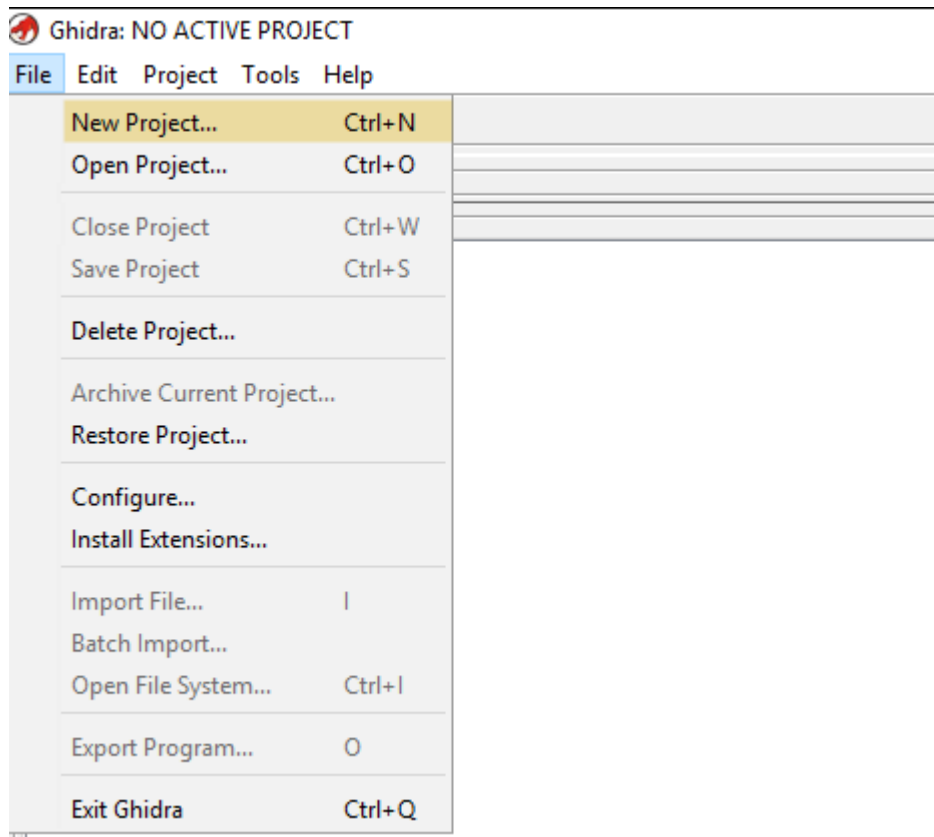 Ghidra: NO ACTIVE PROJECT
File Edit Project Tools Help
New Project... Ctrl+N
Open Project... Ctrl+O
Close Project Ctrl+W
Save Project Ctrl+S
Delete Project...
Archive Current Project...
Restore Project...
Configure...
Install Extensions...
Import File... I
Batch Import...
Open File System... Ctrl+I
Export Program... O
Exit Ghidra Ctrl+Q